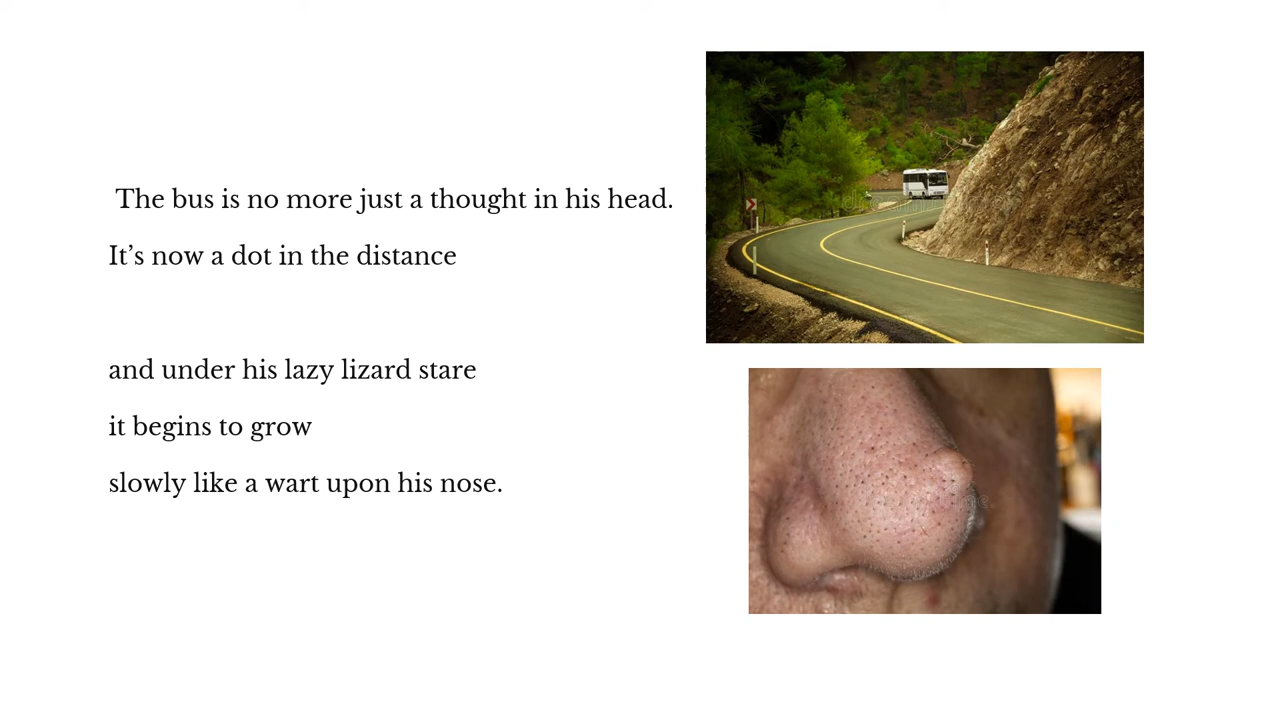 The bus is no more just a thought in his head.
It’s now a dot in the distance
and under his lazy lizard stare
it begins to grow
slowly like a wart upon his nose.